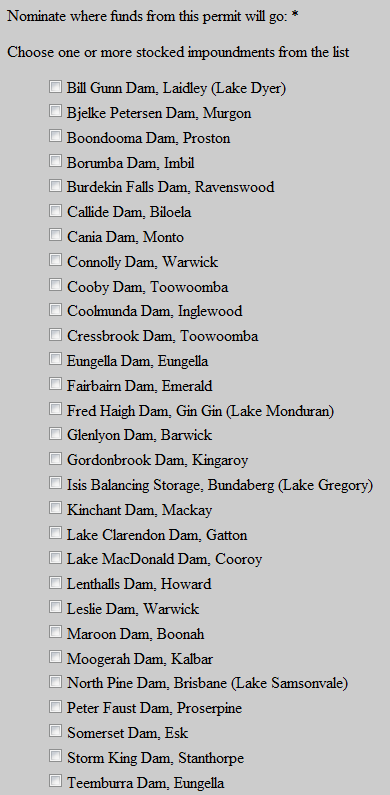 Nominate where funds from this permit will go: *
Choose one or more stocked impoundments from the list
Bill Gunn Dam, Laidley (Lake Dyer)
Bjelke Petersen Dam, Murgon
Boondooma Dam, Proston
Borumba Dam, Imbil
Burdekin Falls Dam, Ravenswood
Callide Dam, Biloela
Cania Dam, Monto
Connolly Dam, Warwick
Cooby Dam, Toowoomba
Coolmunda Dam, Inglewood
Cressbrook Dam, Toowoomba
Eungella Dam, Eungella
Fairbairn Dam, Emerald
Fred Haigh Dam, Gin Gin (Lake Monduran)
Glenlyon Dam, Barwick
Gordonbrook Dam, Kingaroy
Isis Balancing Storage, Bundaberg (Lake Gregory)
Kinchant Dam, Mackay
Lake Clarendon Dam, Gatton
Lake MacDonald Dam, Cooroy
Lenthalls Dam, Howard
Leslie Dam, Warwick
Maroon Dam, Boonah
Moogerah Dam, Kalbar
North Pine Dam, Brisbane (Lake Samsonvale)
Peter Faust Dam, Proserpine
Somerset Dam, Esk
Storm King Dam, Stanthorpe
Teemburra Dam, Eungella